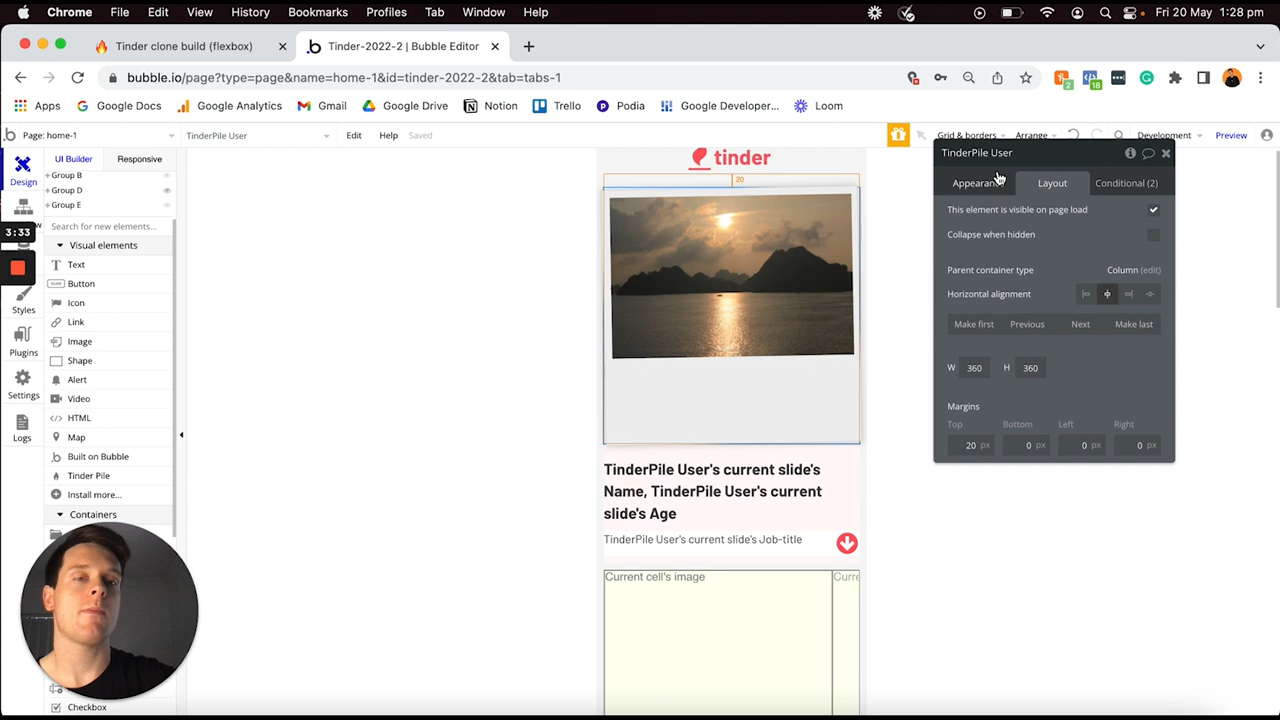 Chrome File Edit View History Bookmarks Profiles Tab Window Help Fri 20 May 1:28 pm
Tinder clone build (flexbox) Tinder-2022-2 | Bubble Editor
bubble.io/page?type=page&name=home-1&id=tinder-2022-2&tab=tabs-1 2 18
Apps Google Docs Google Analytics Gmail Google Drive Notion Trello Podia Google Developer... Loom
Page: home-1 TinderPile User Edit Help Saved Grid & borders Arrange Development Preview
UI Builder Responsive
Design
Group B
Group D
Group E
3:33
Search for new elements...
Visual elements
Text
Button
Icon
Link
Image
Shape
Alert
Video
HTML
Map
Built on Bubble
Tinder Pile
Install more...
Containers
Checkbox
Styles
Plugins
Settings
Logs
tinder
20
TinderPile User's current slide's
Name, TinderPile User's current
slide's Age
TinderPile User's current slide's Job-title
Current cell's image Curre
TinderPile User
Appearance Layout Conditional (2)
This element is visible on page load
Collapse when hidden
Parent container type Column (edit)
Horizontal alignment
Make first Previous Next Make last
W 360 H 360
Margins
Top Bottom Left Right
20 px 0 px 0 px 0 px